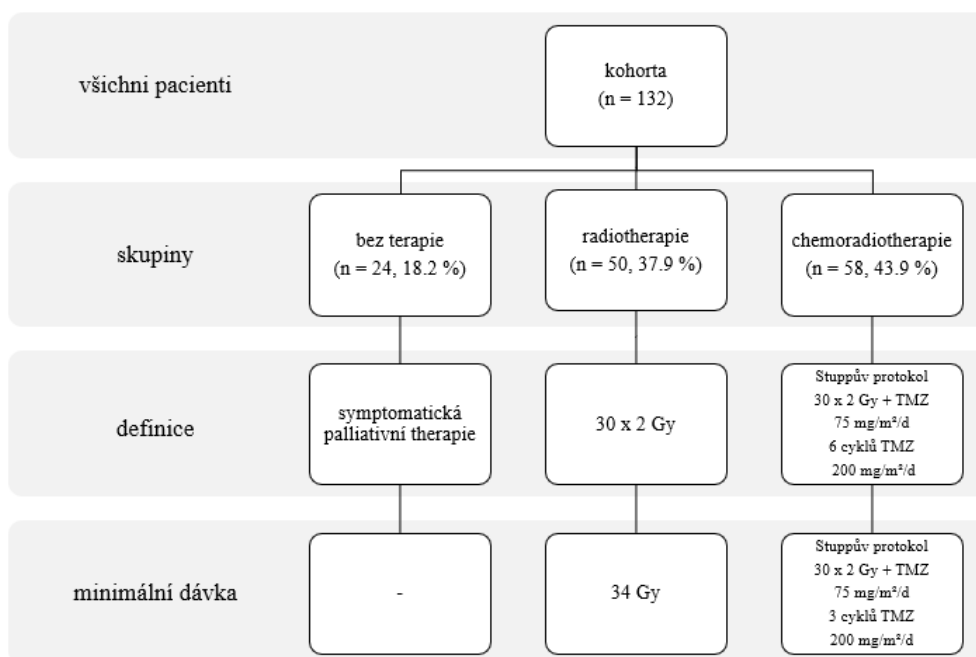 všichni pacienti
kohorta
(n = 132)
skupiny
bez terapie
(n = 24, 18.2 %)
radiotherapie
(n = 50, 37.9 %)
chemoradiotherapie
(n = 58, 43.9 %)
definice
symptomatická
palliativní therapie
30 x 2 Gy
Stuppův protokol
30 x 2 Gy + TMZ
75 mg/m²/d
6 cyklů TMZ
200 mg/m²/d
minimální dávka
-
34 Gy
Stuppův protokol
30 x 2 Gy + TMZ
75 mg/m²/d
3 cyklů TMZ
200 mg/m²/d